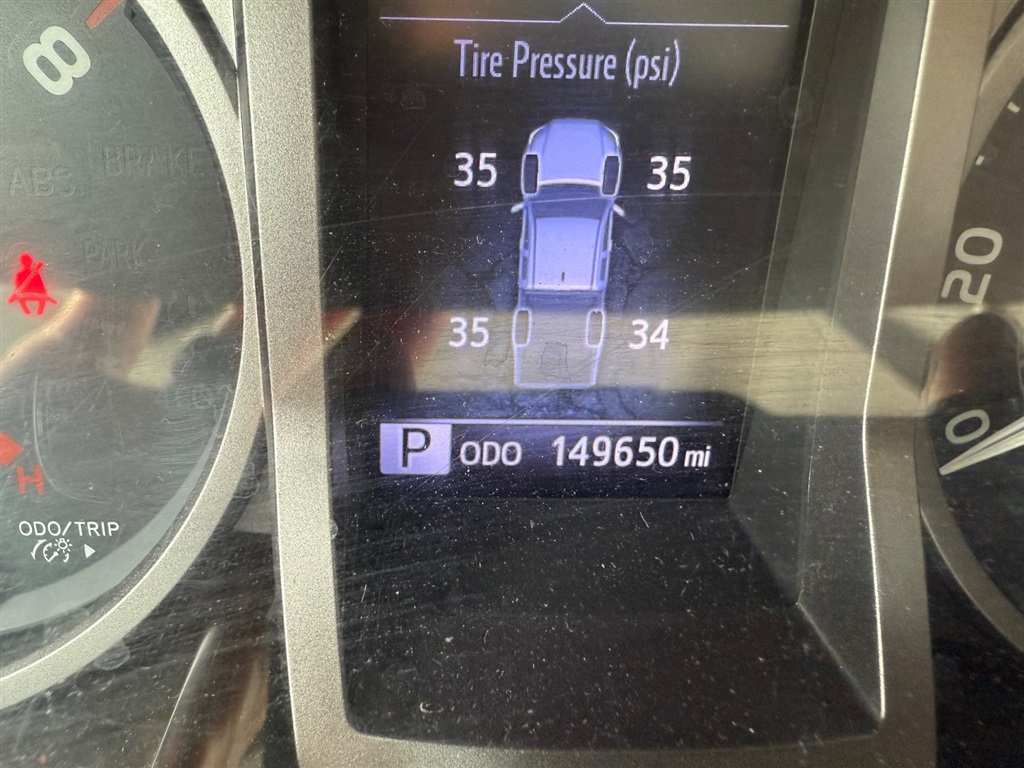 8
Tire Pressure (psi)
BRAKE
ABS
35 35
PARK
20
35 34
0
P ODO 149650 mi
H
ODO/TRIP